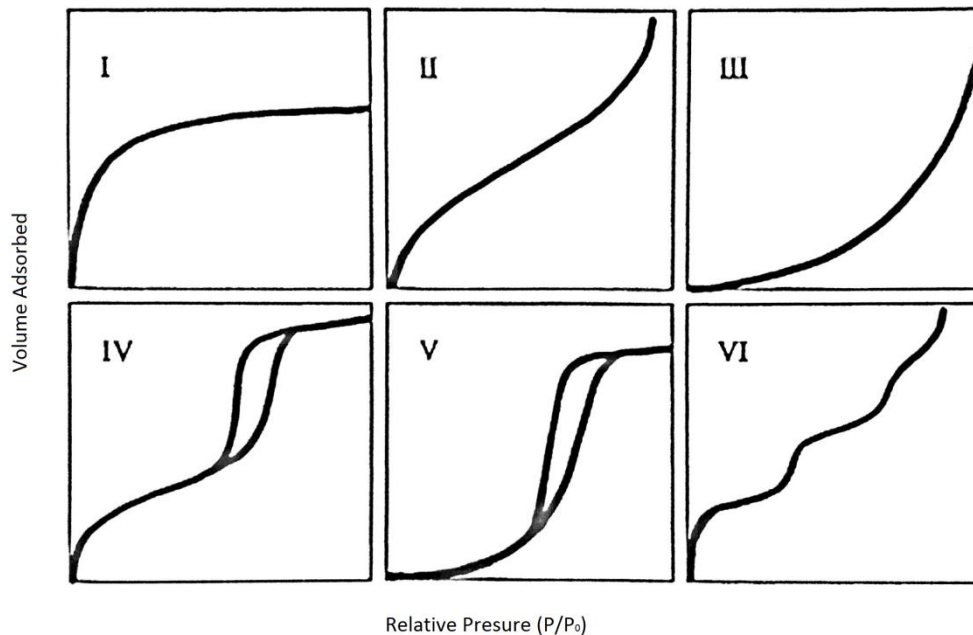 I
II
III
Volume Adsorbed
IV
V
VI
Relative Presure (P/P₀)